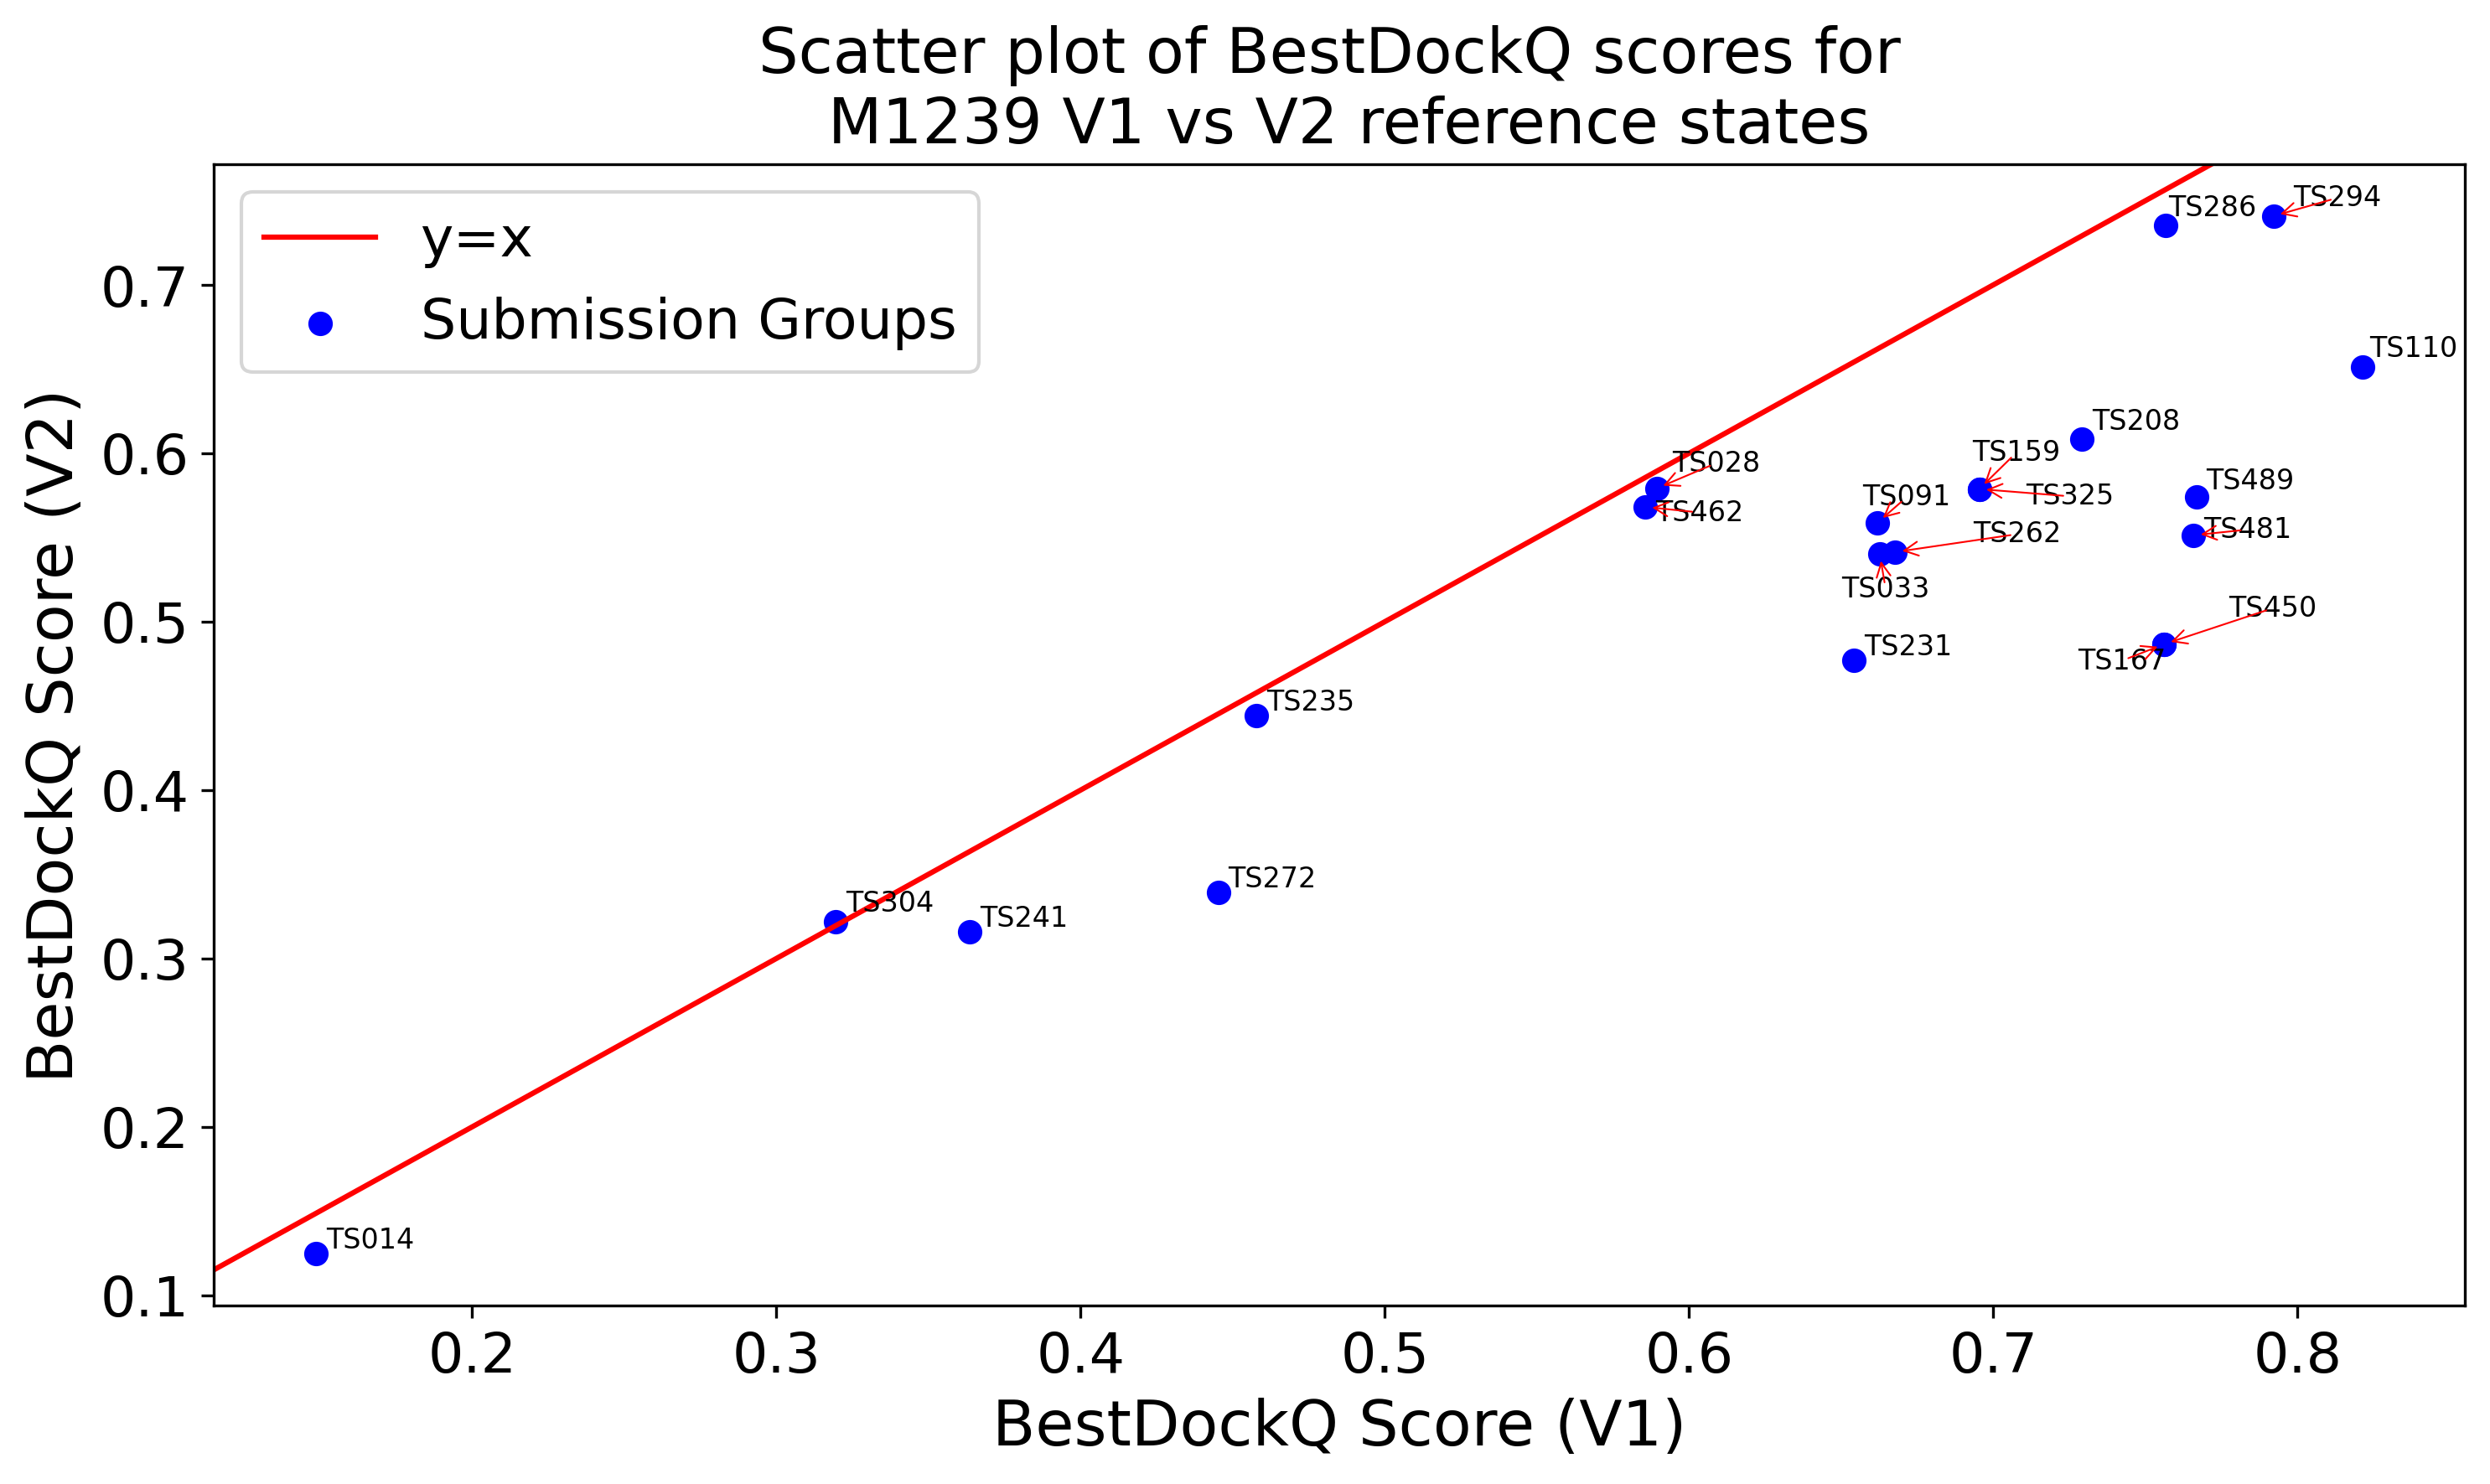 Scatter plot of BestDockQ scores for
M1239 V1 vs V2 reference states
y=x
Submission Groups
TS294
TS286
TS110
TS208
TS159
TS028
TS489
TS091
TS325
TS462
TS481
TS262
TS033
TS450
TS231
TS167
TS235
TS272
TS304
TS241
TS014
BestDockQ Score (V2)
0.7
0.6
0.5
0.4
0.3
0.2
0.1
0.2
0.3
0.4
0.5
0.6
0.7
0.8
BestDockQ Score (V1)